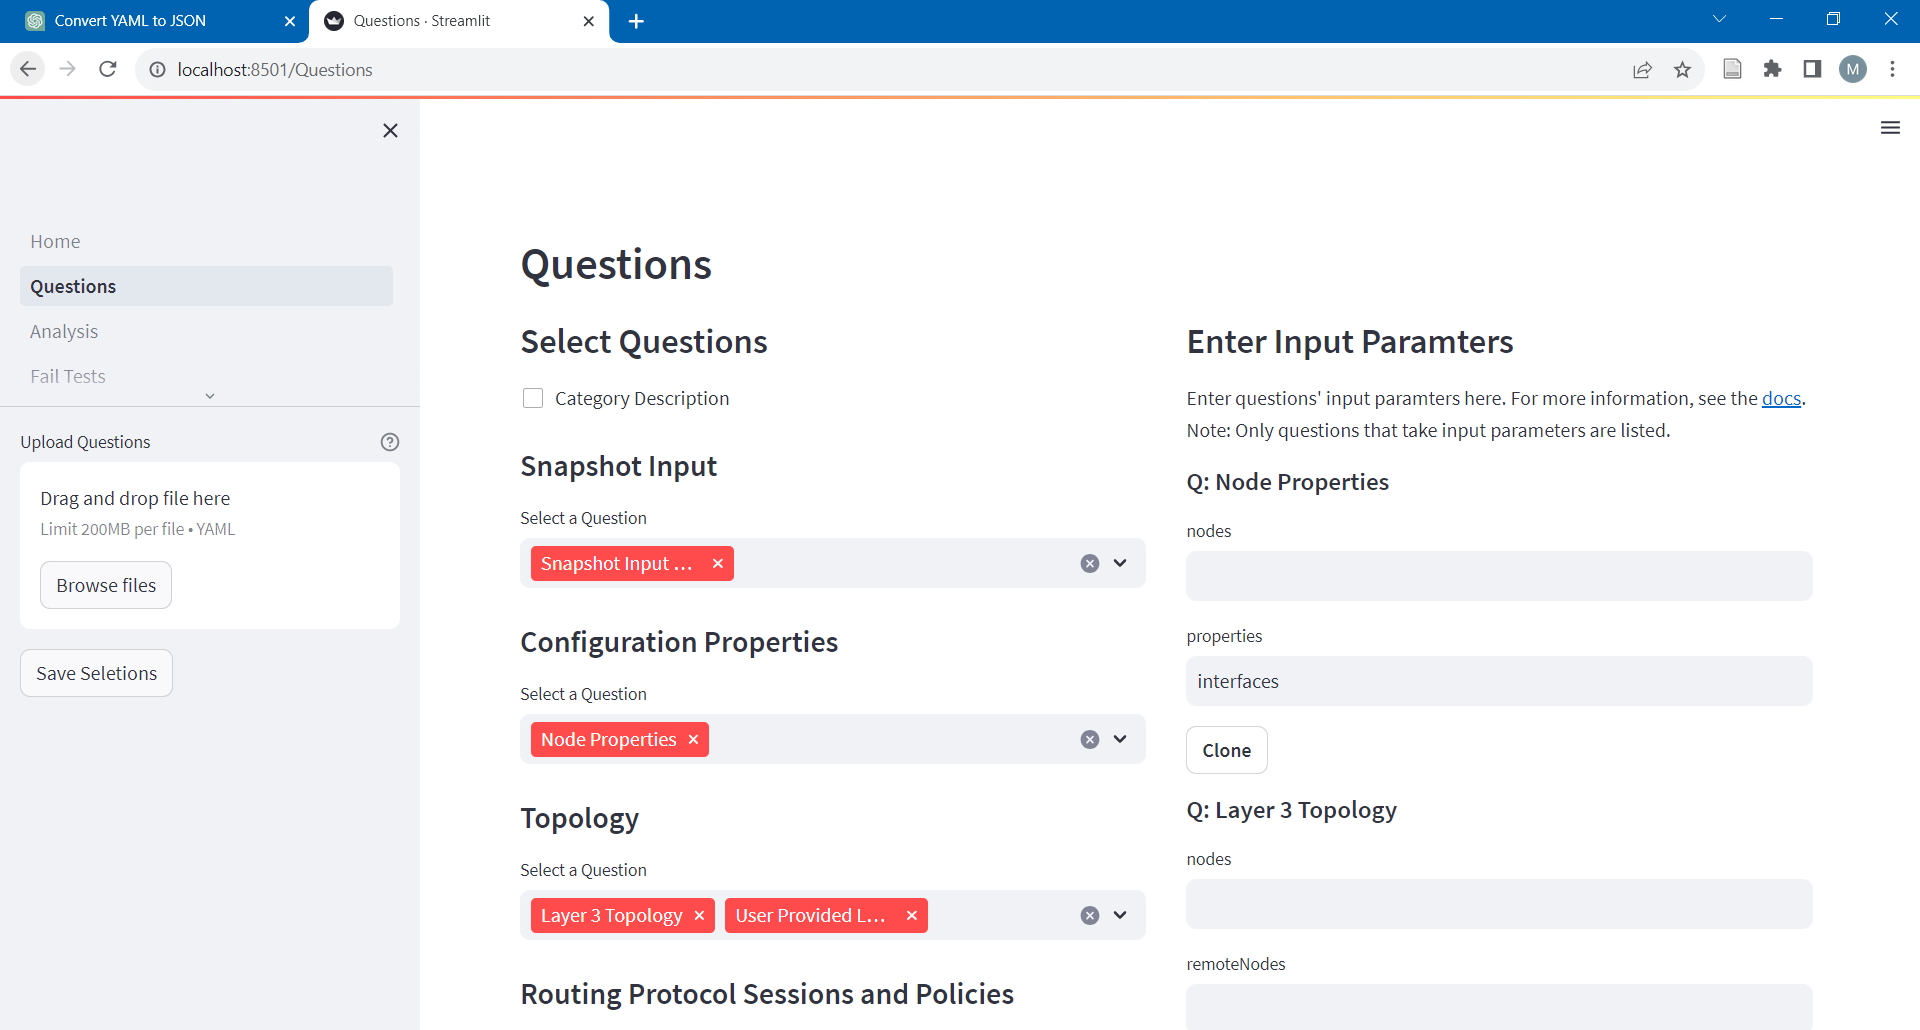 Convert YAML to JSON
Questions · Streamlit
localhost:8501/Questions
M
Home
Questions
Analysis
Fail Tests
Upload Questions
Drag and drop file here
Limit 200MB per file • YAML
Browse files
Save Seletions
Questions
Select Questions
Category Description
Snapshot Input
Select a Question
Snapshot Input ...
Configuration Properties
Select a Question
Node Properties
Topology
Select a Question
Layer 3 Topology
User Provided L...
Routing Protocol Sessions and Policies
Enter Input Paramters
Enter questions' input paramters here. For more information, see the docs.
Note: Only questions that take input parameters are listed.
Q: Node Properties
nodes
properties
interfaces
Clone
Q: Layer 3 Topology
nodes
remoteNodes